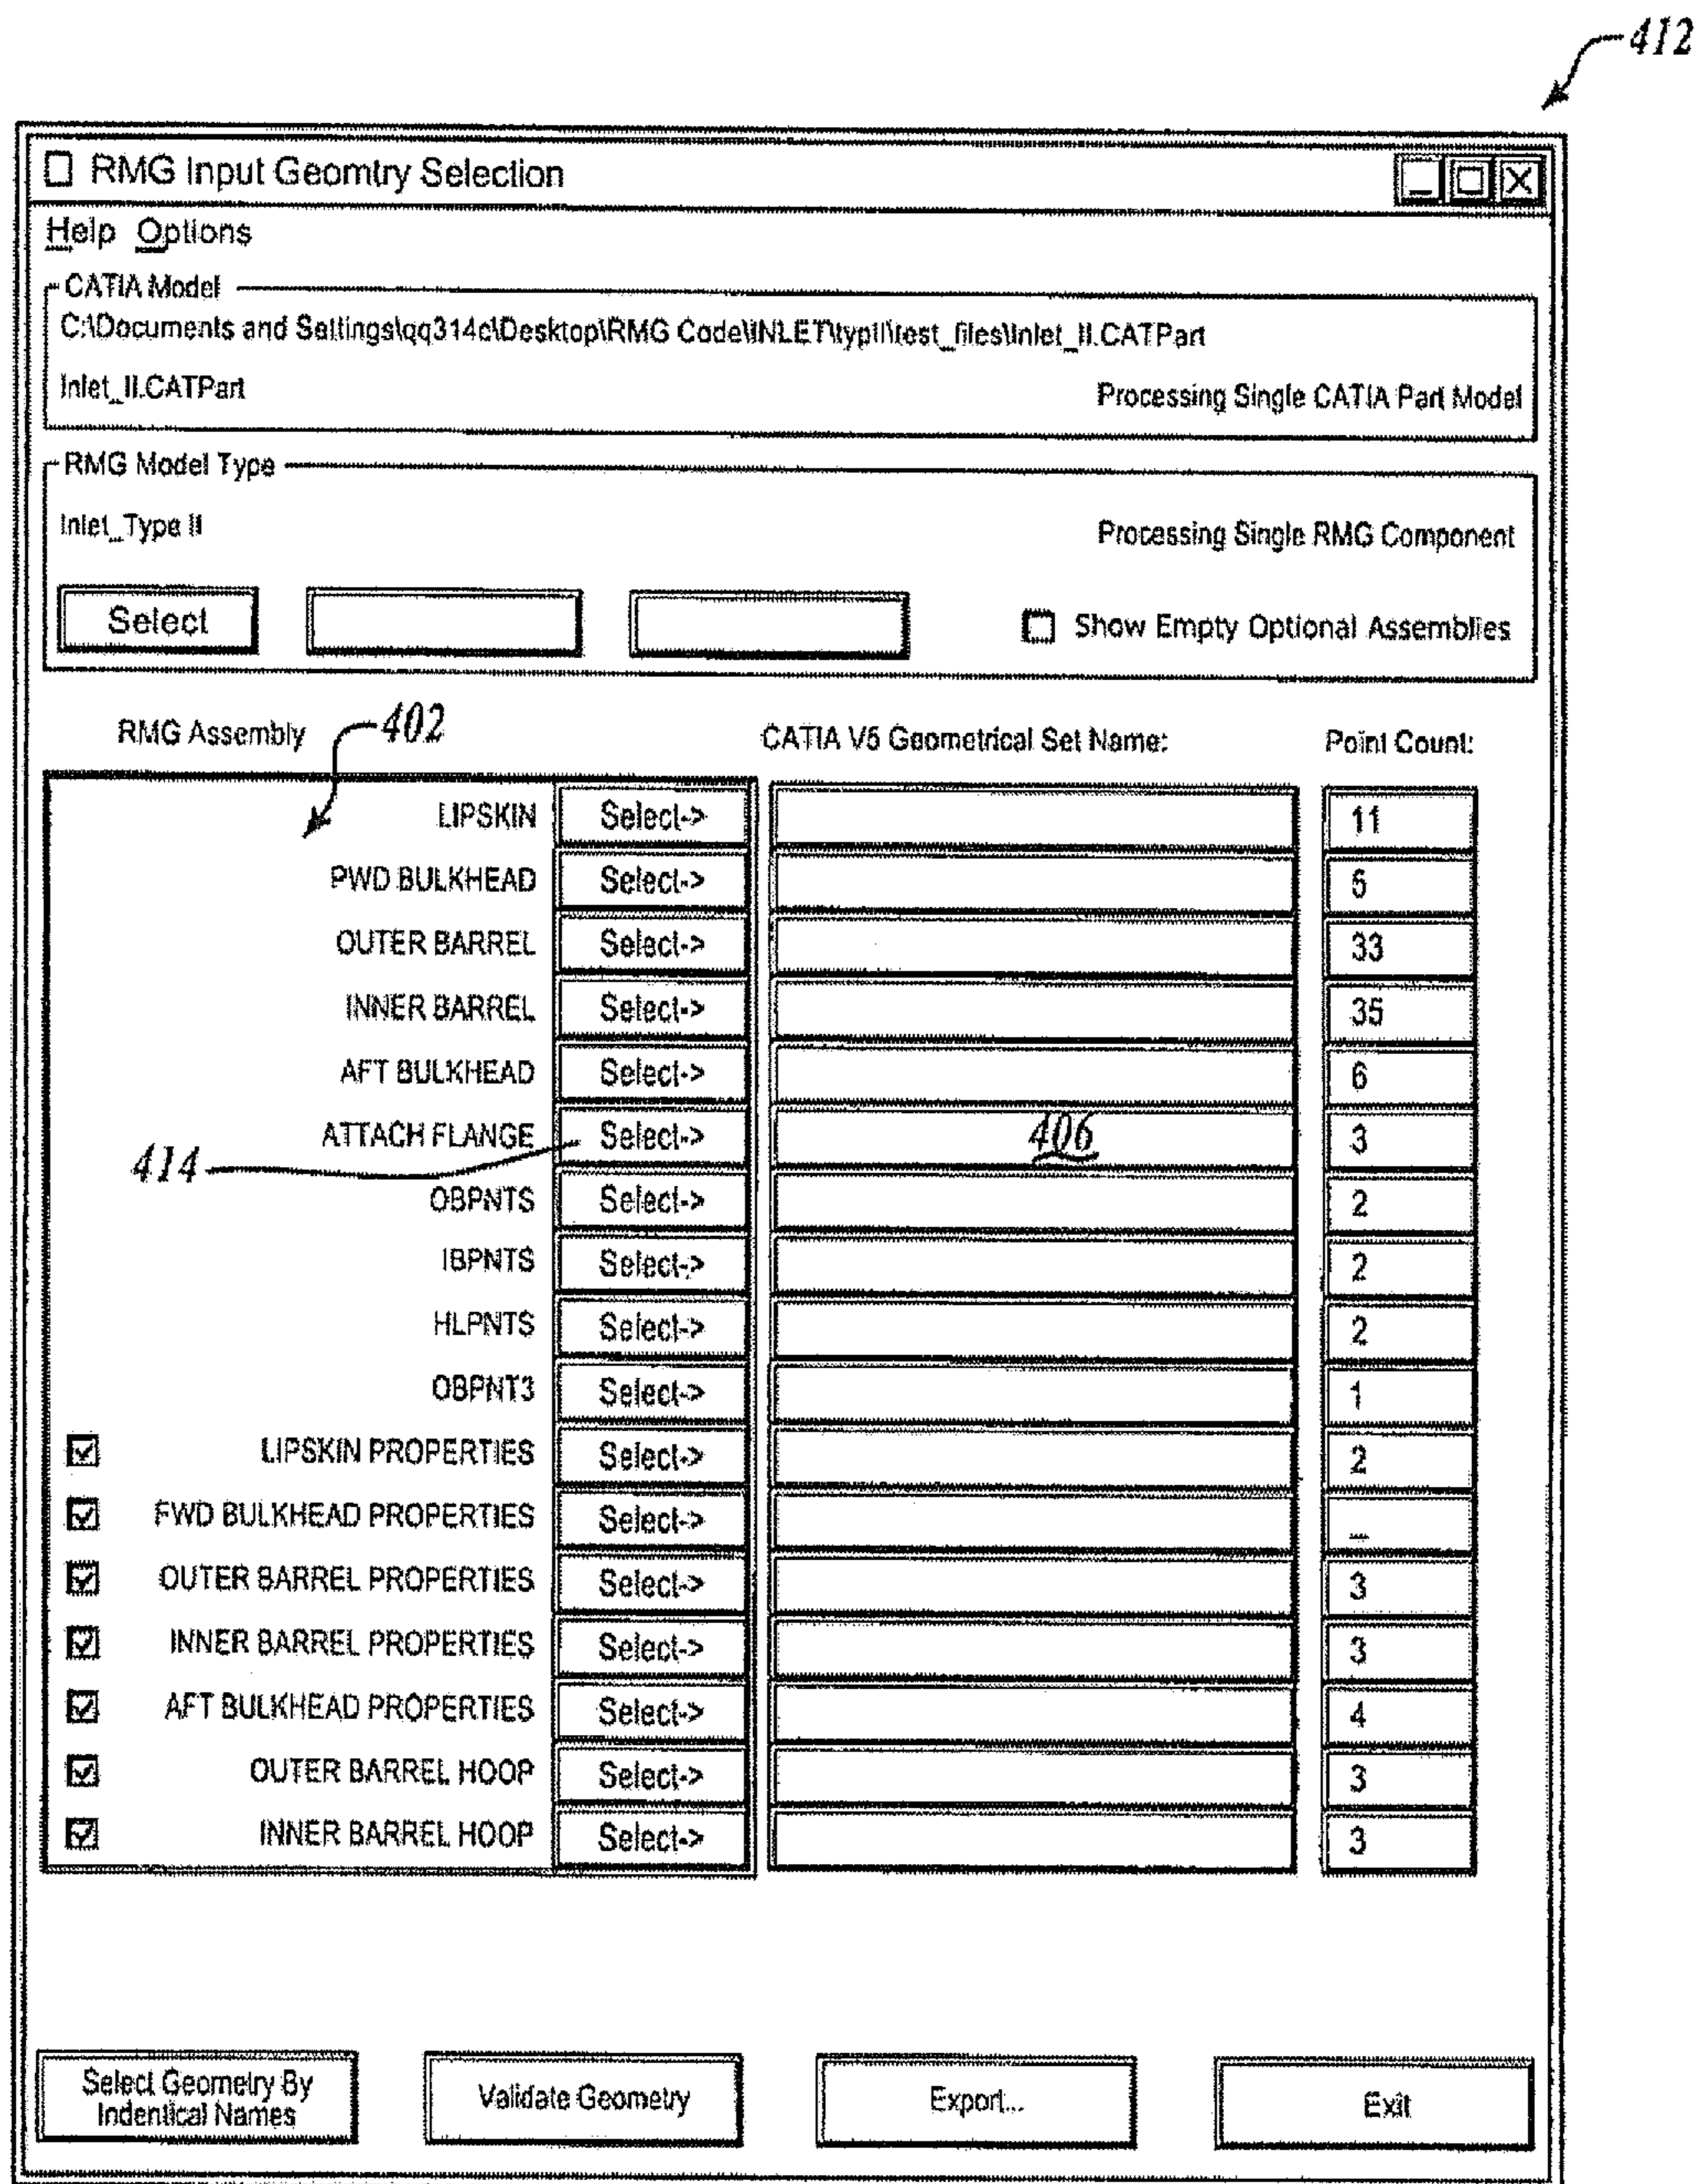 412
RMG Input Geomtry Selection
Help Options
CATIA Model
C:\Documents and Settings\qq314c\Desktop\RMG Code\INLET\typII\test_files\Inlet_II.CATPart
Inlet_II.CATPart Processing Single CATIA Part Model
RMG Model Type
Inlet_Type II Processing Single RMG Component
Select Show Empty Optional Assemblies
RMG Assembly 402 CATIA V5 Geometrical Set Name: Point Count:
LIPSKIN Select-> 11
PWD BULKHEAD Select-> 5
OUTER BARREL Select-> 33
INNER BARREL Select-> 35
AFT BULKHEAD Select-> 6
ATTACH FLANGE Select-> 406 3
414
OBPNTS Select-> 2
IBPNTS Select-> 2
HLPNTS Select-> 2
OBPNT3 Select-> 1
LIPSKIN PROPERTIES Select-> 2
FWD BULKHEAD PROPERTIES Select-> _
OUTER BARREL PROPERTIES Select-> 3
INNER BARREL PROPERTIES Select-> 3
AFT BULKHEAD PROPERTIES Select-> 4
OUTER BARREL HOOP Select-> 3
INNER BARREL HOOP Select-> 3
Select Geometry By
Indentical Names
Validate Geometry
Export...
Exit